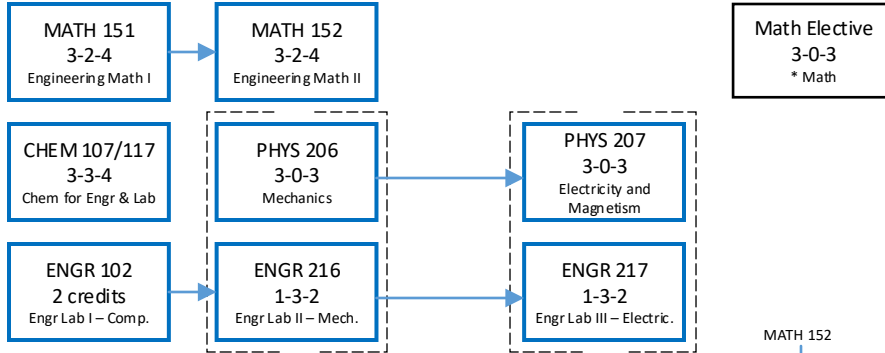 MATH 151
3-2-4
Engineering Math I
MATH 152
3-2-4
Engineering Math II
Math Elective
3-0-3
* Math
CHEM 107/117
3-3-4
Chem for Engr & Lab
PHYS 206
3-0-3
Mechanics
PHYS 207
3-0-3
Electricity and
Magnetism
ENGR 102
2 credits
Engr Lab I – Comp.
ENGR 216
1-3-2
Engr Lab II – Mech.
ENGR 217
1-3-2
Engr Lab III – Electric.
MATH 152